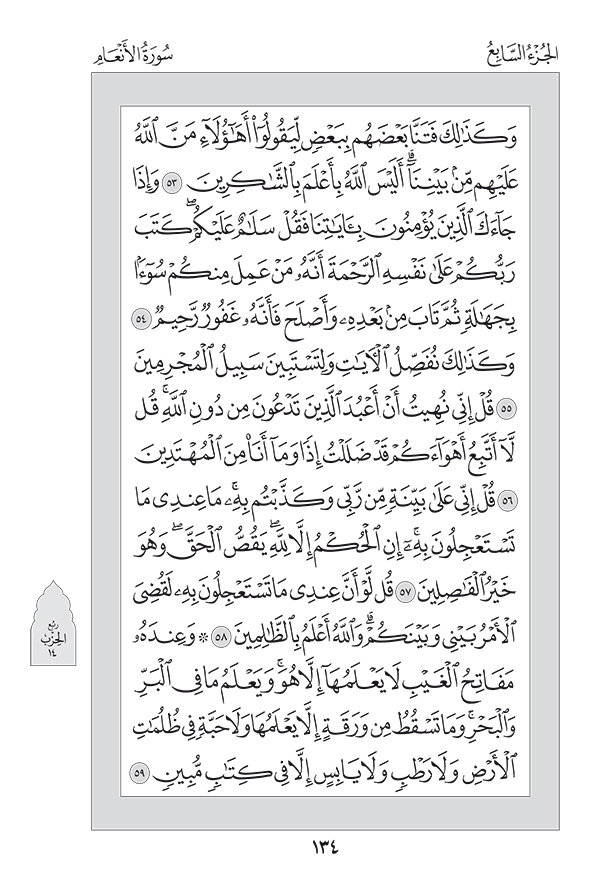 سُورَةُ الأَنْعَامِ
الجُزْءُ السَّابِعُ
وَكَذَٰلِكَ فَتَنَّا بَعْضَهُم بِبَعْضٍ لِّيَقُولُوٓا۟ أَهَٰٓؤُلَآءِ مَنَّ ٱللَّهُ
عَلَيْهِم مِّنۢ بَيْنِنَآ ۗ أَلَيْسَ ٱللَّهُ بِأَعْلَمَ بِٱلشَّٰكِرِينَ ٥٣ وَإِذَا
جَآءَكَ ٱلَّذِينَ يُؤْمِنُونَ بِـَٔايَٰتِنَا فَقُلْ سَلَٰمٌ عَلَيْكُمْ ۖ كَتَبَ
رَبُّكُمْ عَلَىٰ نَفْسِهِ ٱلرَّحْمَةَ أَنَّهُۥ مَنْ عَمِلَ مِنكُمْ سُوٓءًۢا
بِجَهَٰلَةٍ ثُمَّ تَابَ مِنۢ بَعْدِهِۦ وَأَصْلَحَ فَأَنَّهُۥ غَفُورٌ رَّحِيمٌ ٥٤
وَكَذَٰلِكَ نُفَصِّلُ ٱلْـَٔايَٰتِ وَلِتَسْتَبِينَ سَبِيلُ ٱلْمُجْرِمِينَ
٥٥ قُلْ إِنِّى نُهِيتُ أَنْ أَعْبُدَ ٱلَّذِينَ تَدْعُونَ مِن دُونِ ٱللَّهِ ۚ قُل
لَّآ أَتَّبِعُ أَهْوَآءَكُمْ ۙ قَدْ ضَلَلْتُ إِذًا وَمَآ أَنَا۠ مِنَ ٱلْمُهْتَدِينَ
٥٦ قُلْ إِنِّى عَلَىٰ بَيِّنَةٍ مِّن رَّبِّى وَكَذَّبْتُم بِهِۦ ۚ مَا عِندِى مَا
تَسْتَعْجِلُونَ بِهِۦٓ ۚ إِنِ ٱلْحُكْمُ إِلَّا لِلَّهِ ۖ يَقُصُّ ٱلْحَقَّ ۖ وَهُوَ
خَيْرُ ٱلْفَٰصِلِينَ ٥٧ قُل لَّوْ أَنَّ عِندِى مَا تَسْتَعْجِلُونَ بِهِۦ لَقُضِىَ
ٱلْأَمْرُ بَيْنِى وَبَيْنَكُمْ ۗ وَٱللَّهُ أَعْلَمُ بِٱلظَّٰلِمِينَ ٥٨ ۞ وَعِندَهُۥ
مَفَاتِحُ ٱلْغَيْبِ لَا يَعْلَمُهَآ إِلَّا هُوَ ۚ وَيَعْلَمُ مَا فِى ٱلْبَرِّ
وَٱلْبَحْرِ ۚ وَمَا تَسْقُطُ مِن وَرَقَةٍ إِلَّا يَعْلَمُهَا وَلَا حَبَّةٍ فِى ظُلُمَٰتِ
ٱلْأَرْضِ وَلَا رَطْبٍ وَلَا يَابِسٍ إِلَّا فِى كِتَٰبٍ مُّبِينٍ ٥٩
رُبْع
الحِزْب
١٤
١٣٤